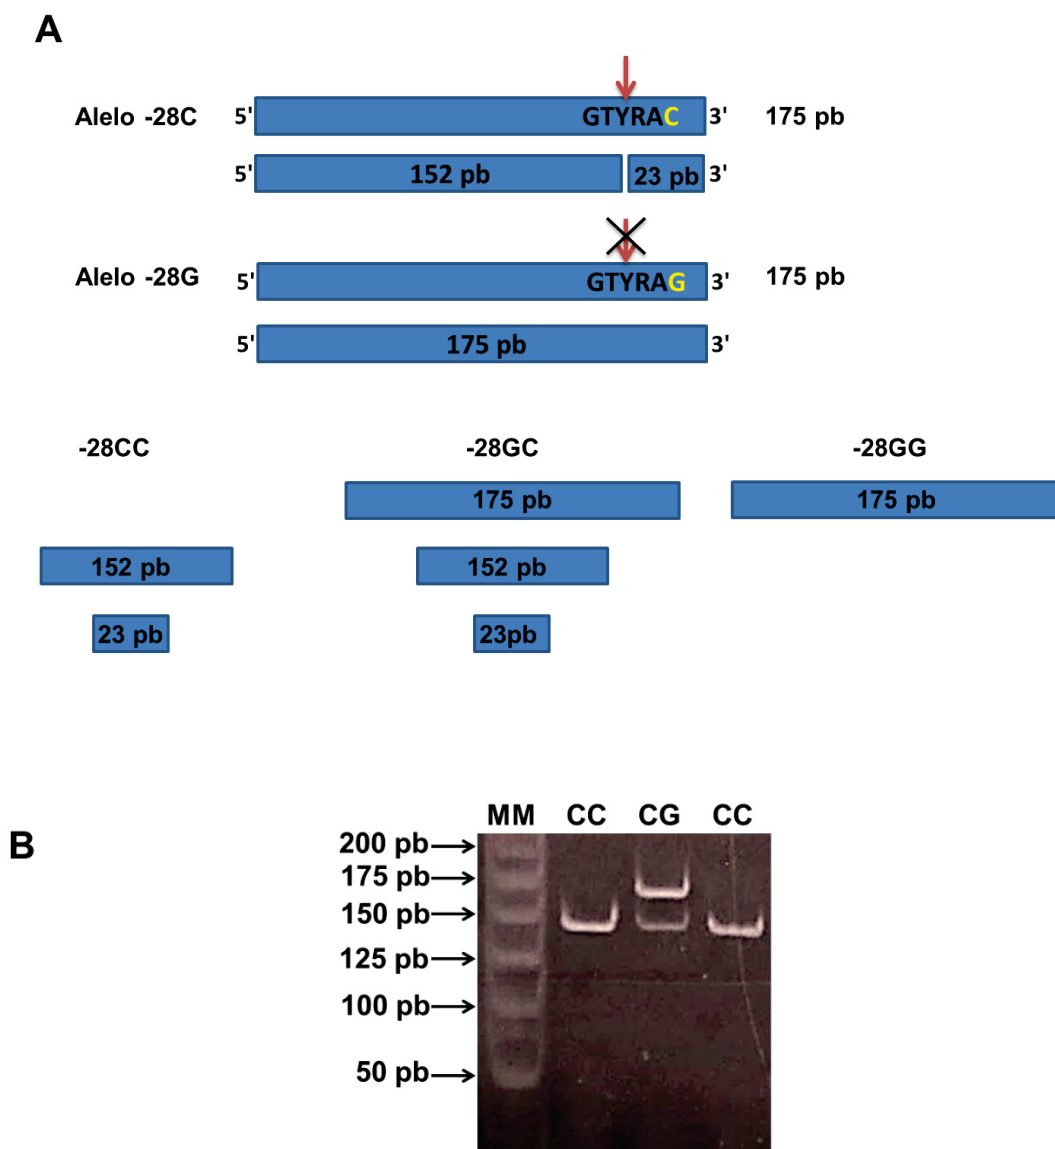 A
Alelo -28C 5' GTYRAC 3' 175 pb
5' 152 pb 23 pb 3'
Alelo -28G 5' GTYRAG 3' 175 pb
5' 175 pb 3'
-28CC -28GC -28GG
175 pb 175 pb
152 pb 152 pb
23 pb 23pb
B
MM CC CG CC
200 pb
175 pb
150 pb
125 pb
100 pb
50 pb